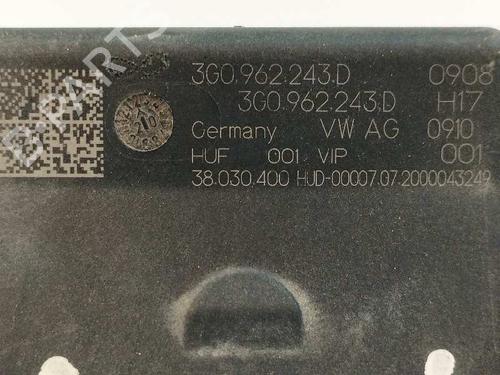 3G0.962.243.D 0908
3G0.962.243.D H17
Germany VW AG 0910
HUF 001 VIP 001
38.030.400 HUD-00007.07.2000043249
B-PARTS